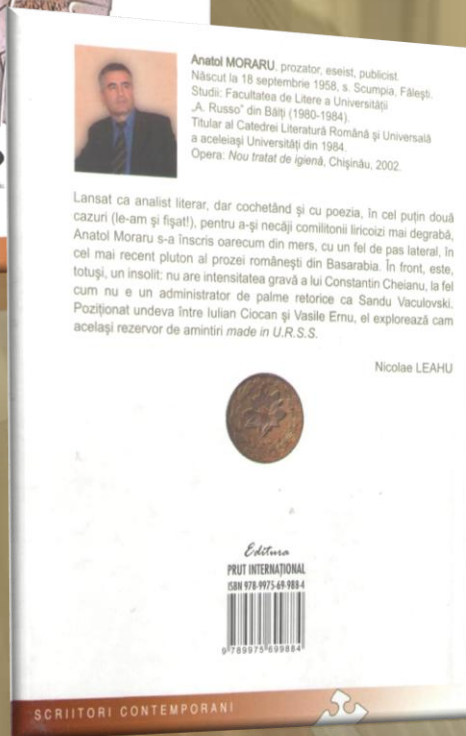 Anatol MORARU, prozator, eseist, publicist.
Născut la 18 septembrie 1958, s. Scumpia, Fălești.
Studii: Facultatea de Litere a Universității
„A. Russo” din Bălți (1980-1984).
Titular al Catedrei Literatură Română și Universală
a aceleiași Universități din 1984.
Opera: Nou tratat de igienă, Chișinău, 2002.
Lansat ca analist literar, dar cochetând și cu poezia, în cel puțin două
cazuri (le-am și fișat!), pentru a-și necăji comilitonii liricoizi mai degrabă,
Anatol Moraru s-a înscris oarecum din mers, cu un fel de pas lateral, în
cel mai recent pluton al prozei românești din Basarabia. În front, este,
totuși, un insolit: nu are intensitatea gravă a lui Constantin Cheianu, la fel
cum nu e un administrator de palme retorice ca Sandu Vaculovski.
Poziționat undeva între Iulian Ciocan și Vasile Ernu, el explorează cam
același rezervor de amintiri made in U.R.S.S.
Nicolae LEAHU
Editura
PRUT INTERNAȚIONAL
ISBN 978-9975-69-988-4
9 789975 699884
SCRIITORI CONTEMPORANI